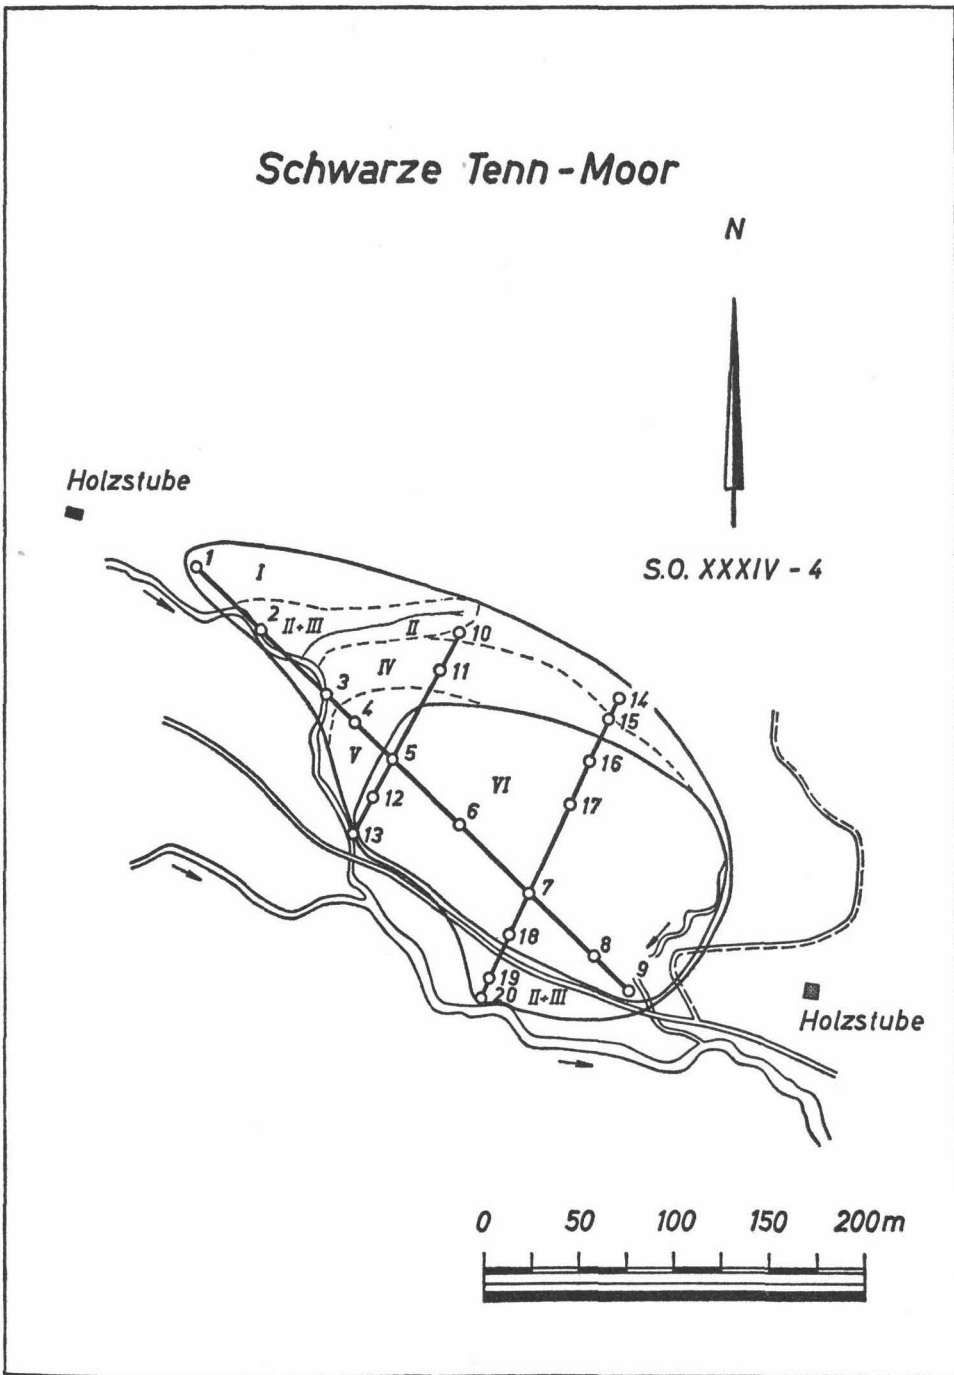 Schwarze Tenn-Moor
N
Holzstube
S.O. XXXIV - 4
1
I
2
II+III
II
10
IV
11
3
14
4
15
V
5
16
VI
12
17
6
13
7
18
8
19
9
20
II+III
Holzstube
0 50 100 150 200m